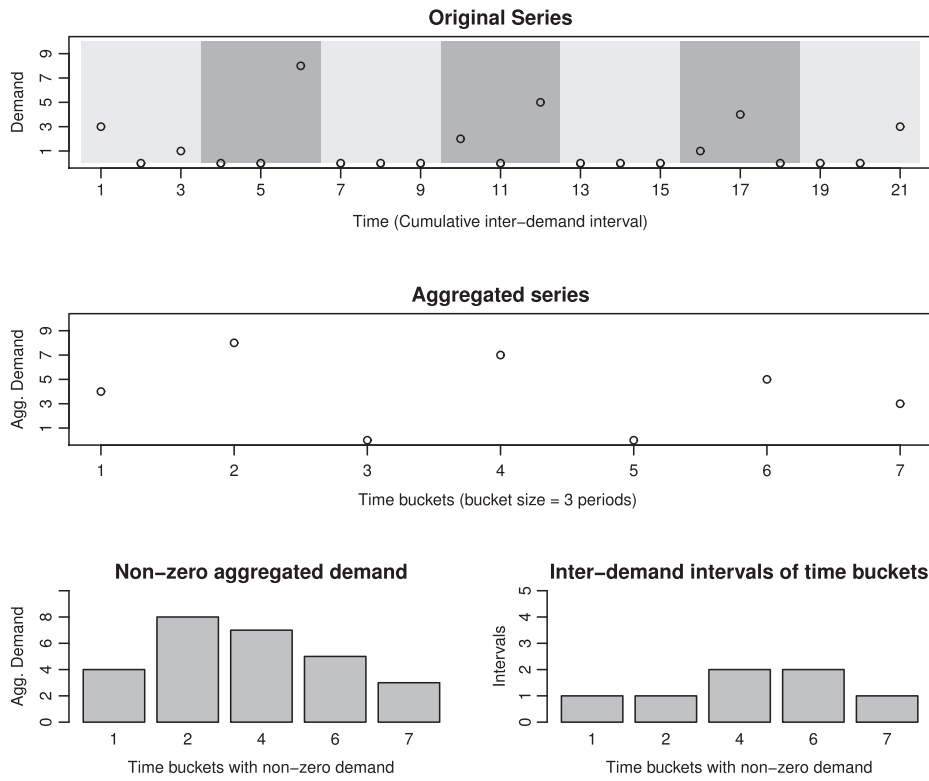 Original Series
Demand
9
7
5
3
1
1 3 5 7 9 11 13 15 17 19 21
Time (Cumulative inter−demand interval)
Aggregated series
Agg. Demand
9
7
5
3
1
1 2 3 4 5 6 7
Time buckets (bucket size = 3 periods)
Non−zero aggregated demand
Agg. Demand
8
6
4
2
0
1 2 4 6 7
Time buckets with non−zero demand
Inter−demand intervals of time buckets
Intervals
5
4
3
2
1
0
1 2 4 6 7
Time buckets with non−zero demand